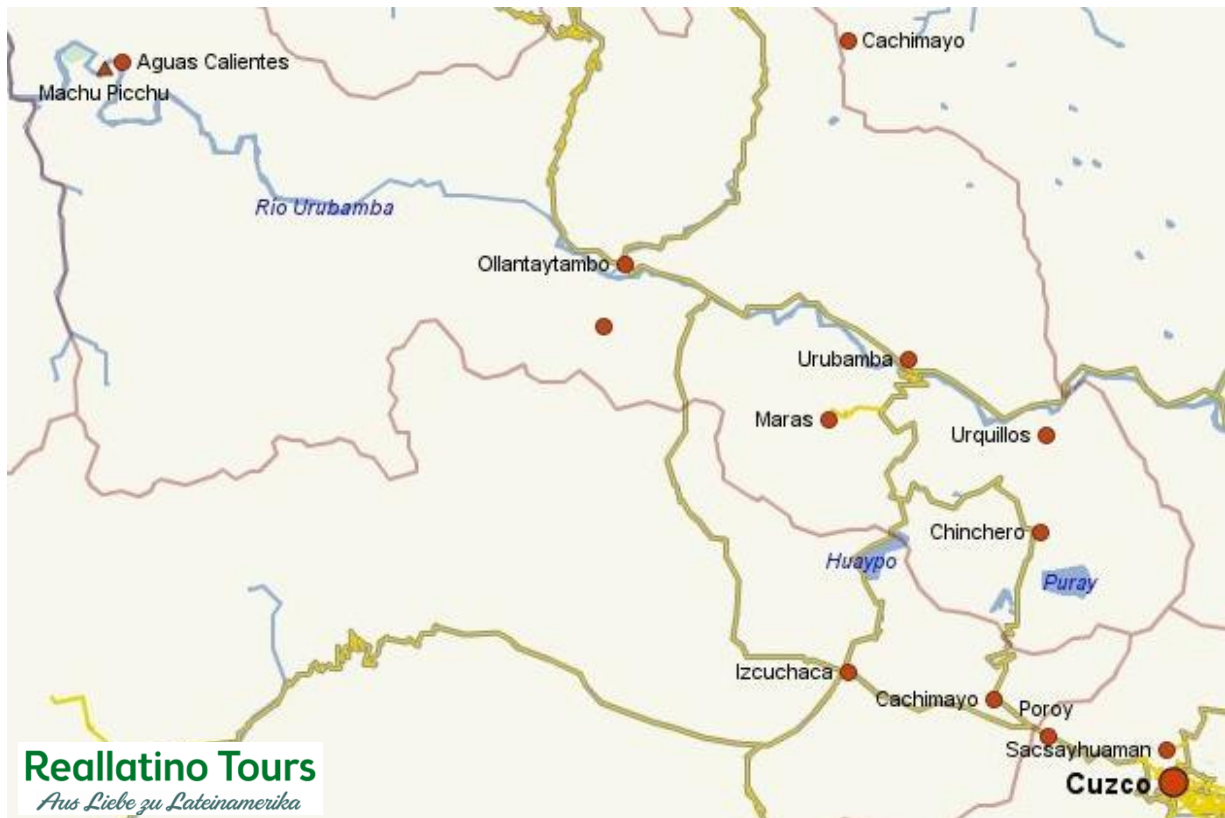 Cachimayo
Aguas Calientes
Machu Picchu
Río Urubamba
Ollantaytambo
Urubamba
Maras
Urquillos
Chinchero
Huaypo
Puray
Izcuchaca
Cachimayo
Poroy
Sacsayhuaman
Cuzco
Reallatino Tours
Aus Liebe zu Lateinamerika